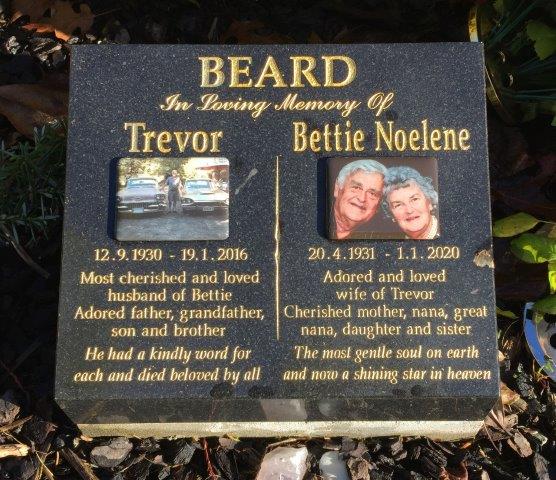 BEARD
In Loving Memory Of
Trevor
12.9.1930 - 19.1.2016
Most cherished and loved
husband of Bettie
Adored father, grandfather,
son and brother
He had a kindly word for
each and died beloved by all
Bettie Noelene
20.4.1931 - 1.1.2020
Adored and loved
wife of Trevor
Cherished mother, nana, great
nana, daughter and sister
The most gentle soul on earth
and now a shining star in heaven